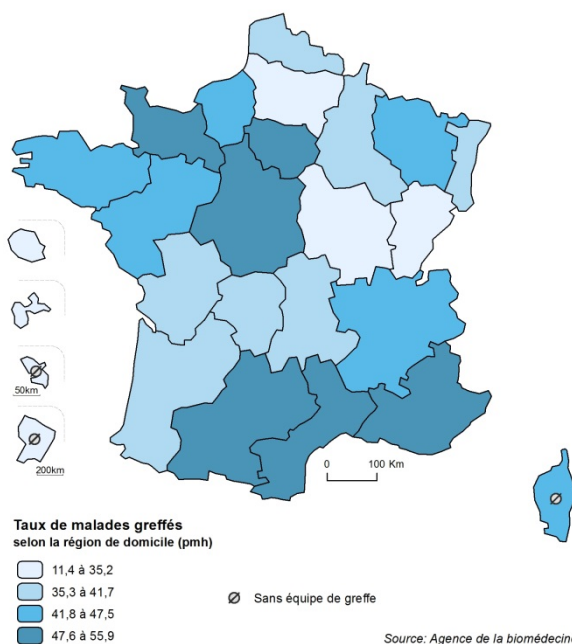 50km
200km
0 100 Km
Taux de malades greffés
selon la région de domicile (pmh)
11,4 à 35,2
35,3 à 41,7
41,8 à 47,5
47,6 à 55,9
Sans équipe de greffe
Source: Agence de la biomédecine